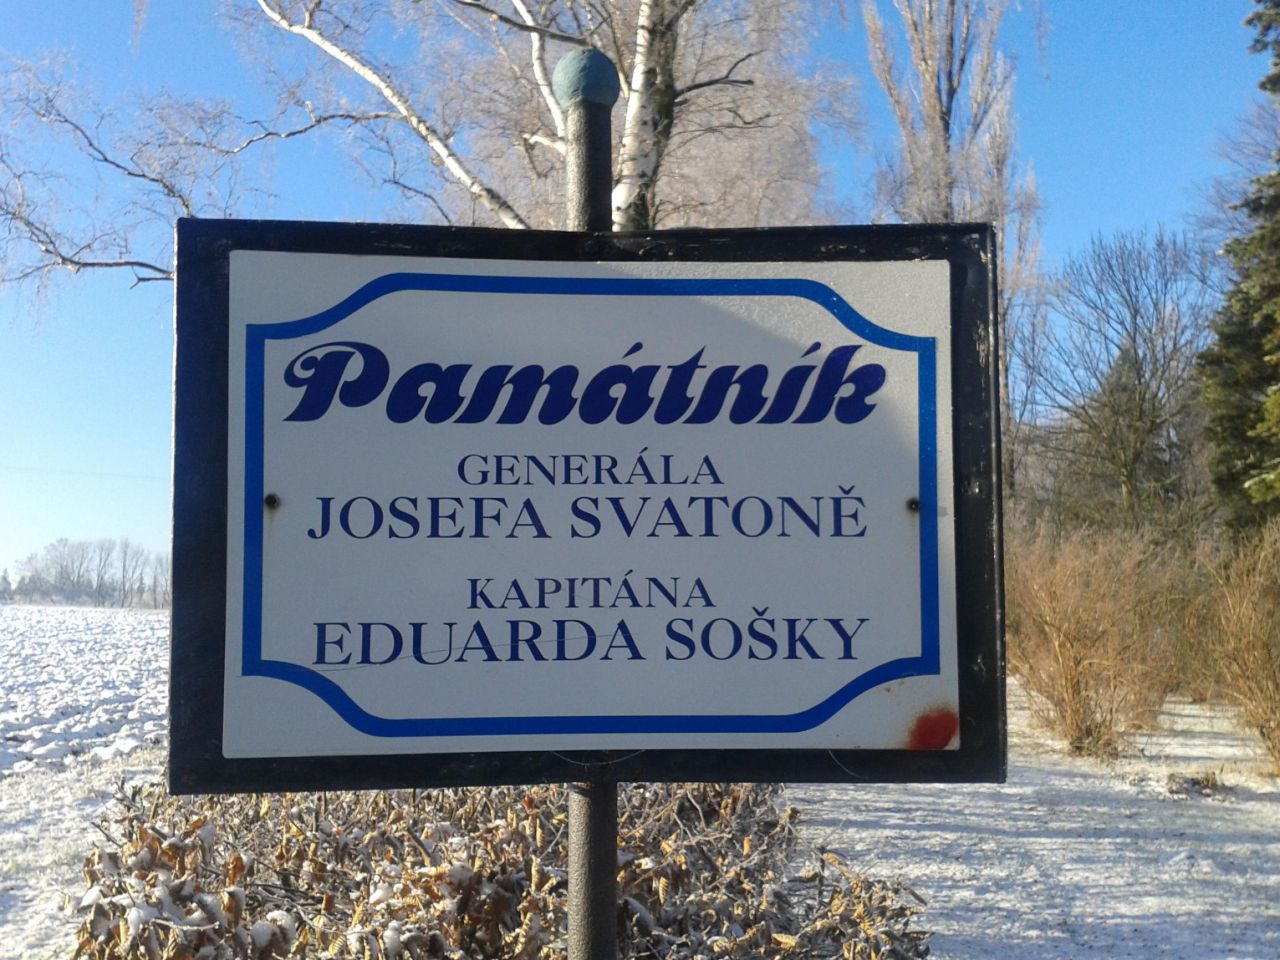 Památník
GENERÁLA
JOSEFA SVATONĚ
KAPITÁNA
EDUARDA SOŠKY